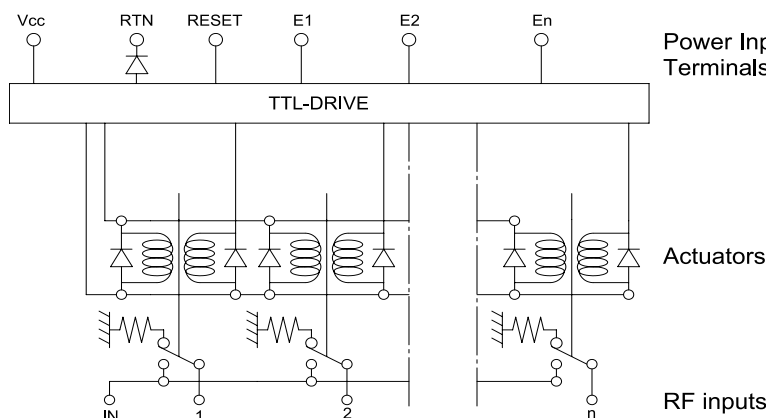 Vcc RTN RESET E1 E2 En
Power Inp
Terminals
TTL-DRIVE
Actuators
IN 1 2 n
RF inputs